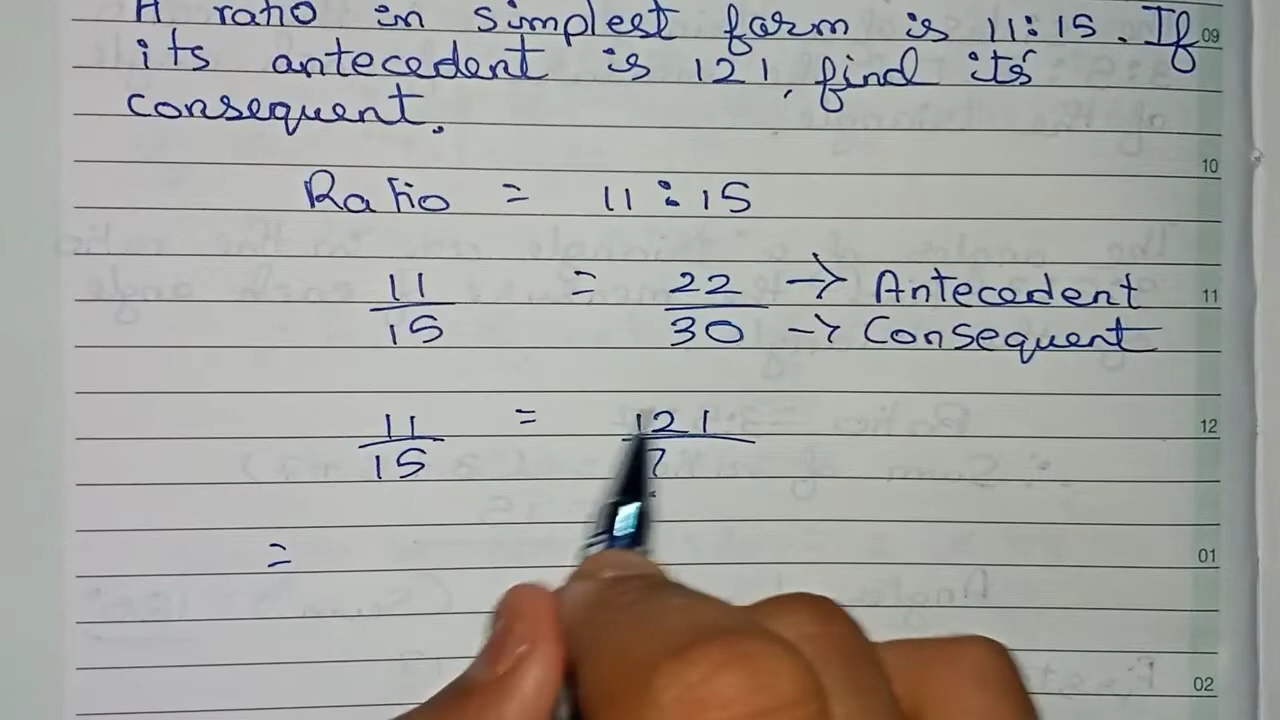 A ratio in simplest form is 11:15. If
its antecedent is 121, find its
consequent.
Ratio = 11:15
11/15 = 22/30 → Antecedent
→ Consequent
11/15 = 121/?
=
09
10
11
12
01
02